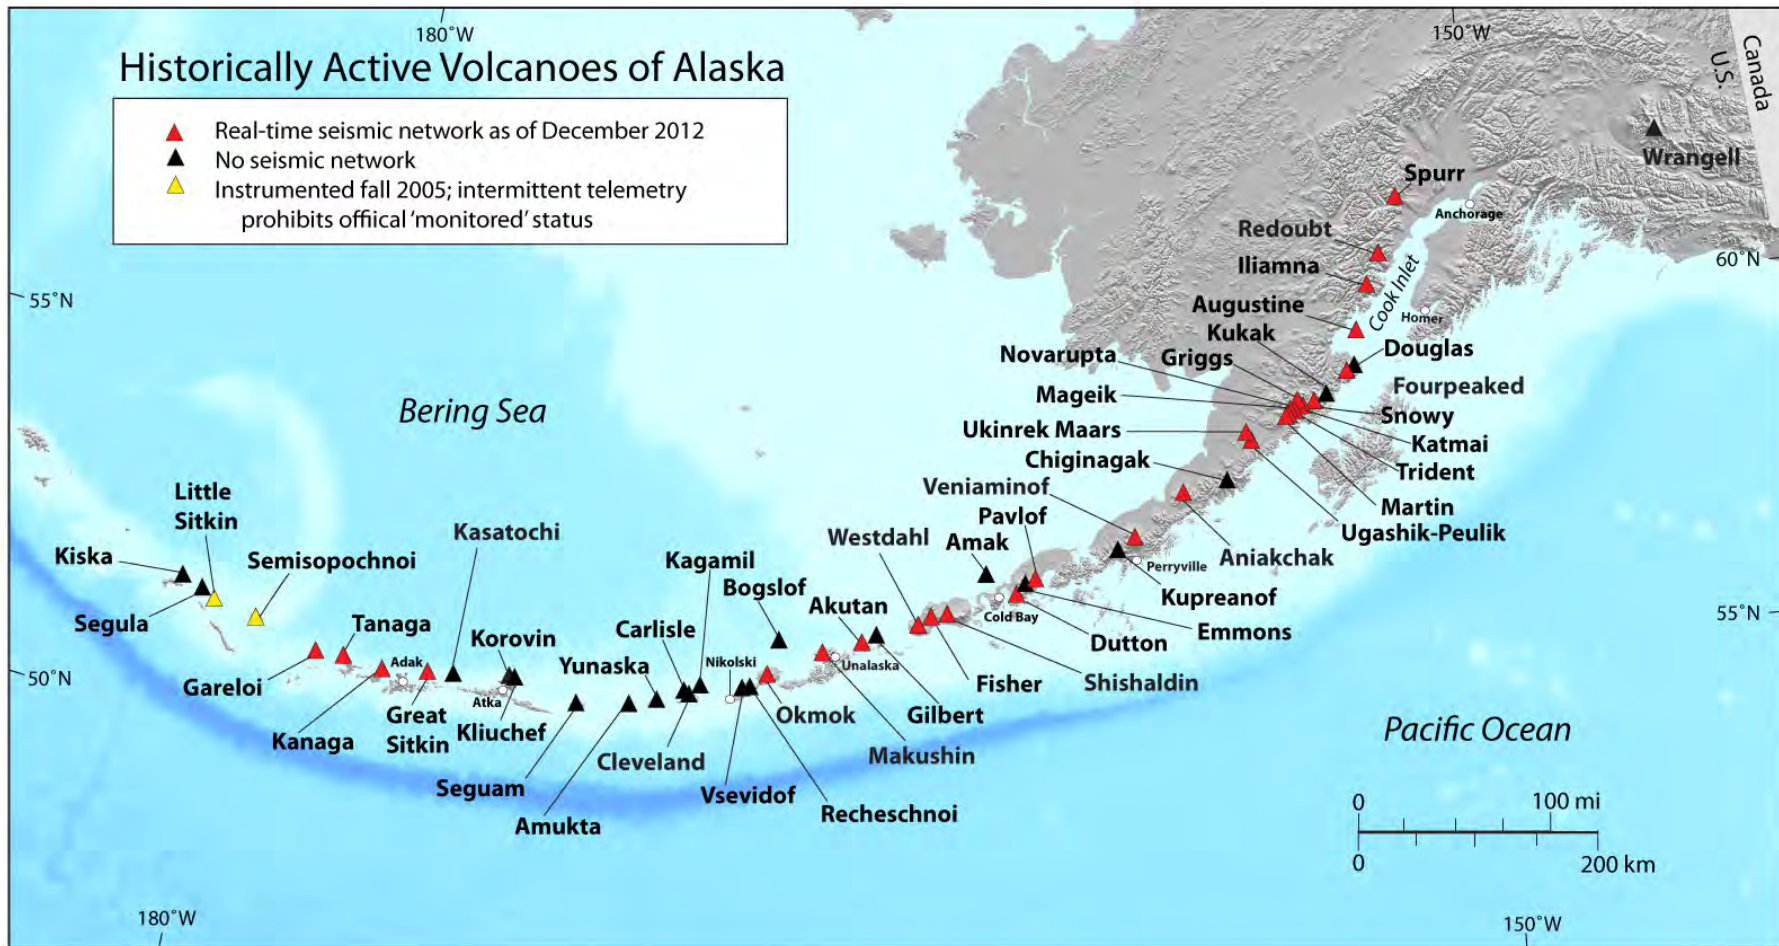 180˚W
150˚W
Canada
U.S.
Historically Active Volcanoes of Alaska
Real-time seismic network as of December 2012
No seismic network
Instrumented fall 2005; intermittent telemetry
prohibits offiical ‘monitored’ status
Wrangell
Spurr
Anchorage
Redoubt
60˚N
Iliamna
Cook Inlet
55˚N
Augustine
Homer
Kukak
Douglas
Novarupta
Griggs
Fourpeaked
Mageik
Snowy
Bering Sea
Ukinrek Maars
Katmai
Chiginagak
Trident
Veniaminof
Martin
Little
Sitkin
Pavlof
Ugashik-Peulik
Kasatochi
Westdahl
Amak
Aniakchak
Kiska
Semisopochnoi
Kagamil
Perryville
Bogslof
Kupreanof
Akutan
Segula
Tanaga
Korovin
Carlisle
Cold Bay
55˚N
Emmons
Dutton
Yunaska
Nikolski
Adak
Unalaska
50˚N
Gareloi
Atka
Fisher
Shishaldin
Great
Sitkin
Okmok
Gilbert
Kliuchef
Kanaga
Pacific Ocean
Cleveland
Makushin
Seguam
Vsevidof
0
100 mi
Amukta
Recheschnoi
0
200 km
180˚W
150˚W